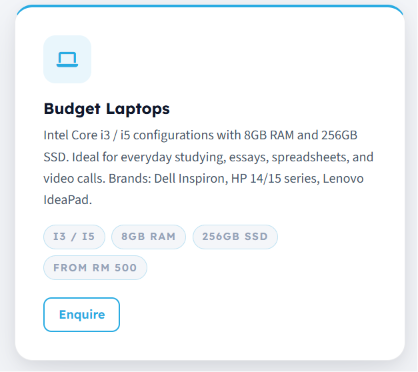 Budget Laptops
Intel Core i3 / i5 configurations with 8GB RAM and 256GB
SSD. Ideal for everyday studying, essays, spreadsheets, and
video calls. Brands: Dell Inspiron, HP 14/15 series, Lenovo
IdeaPad.
I3 / I5 8GB RAM 256GB SSD
FROM RM 500
Enquire